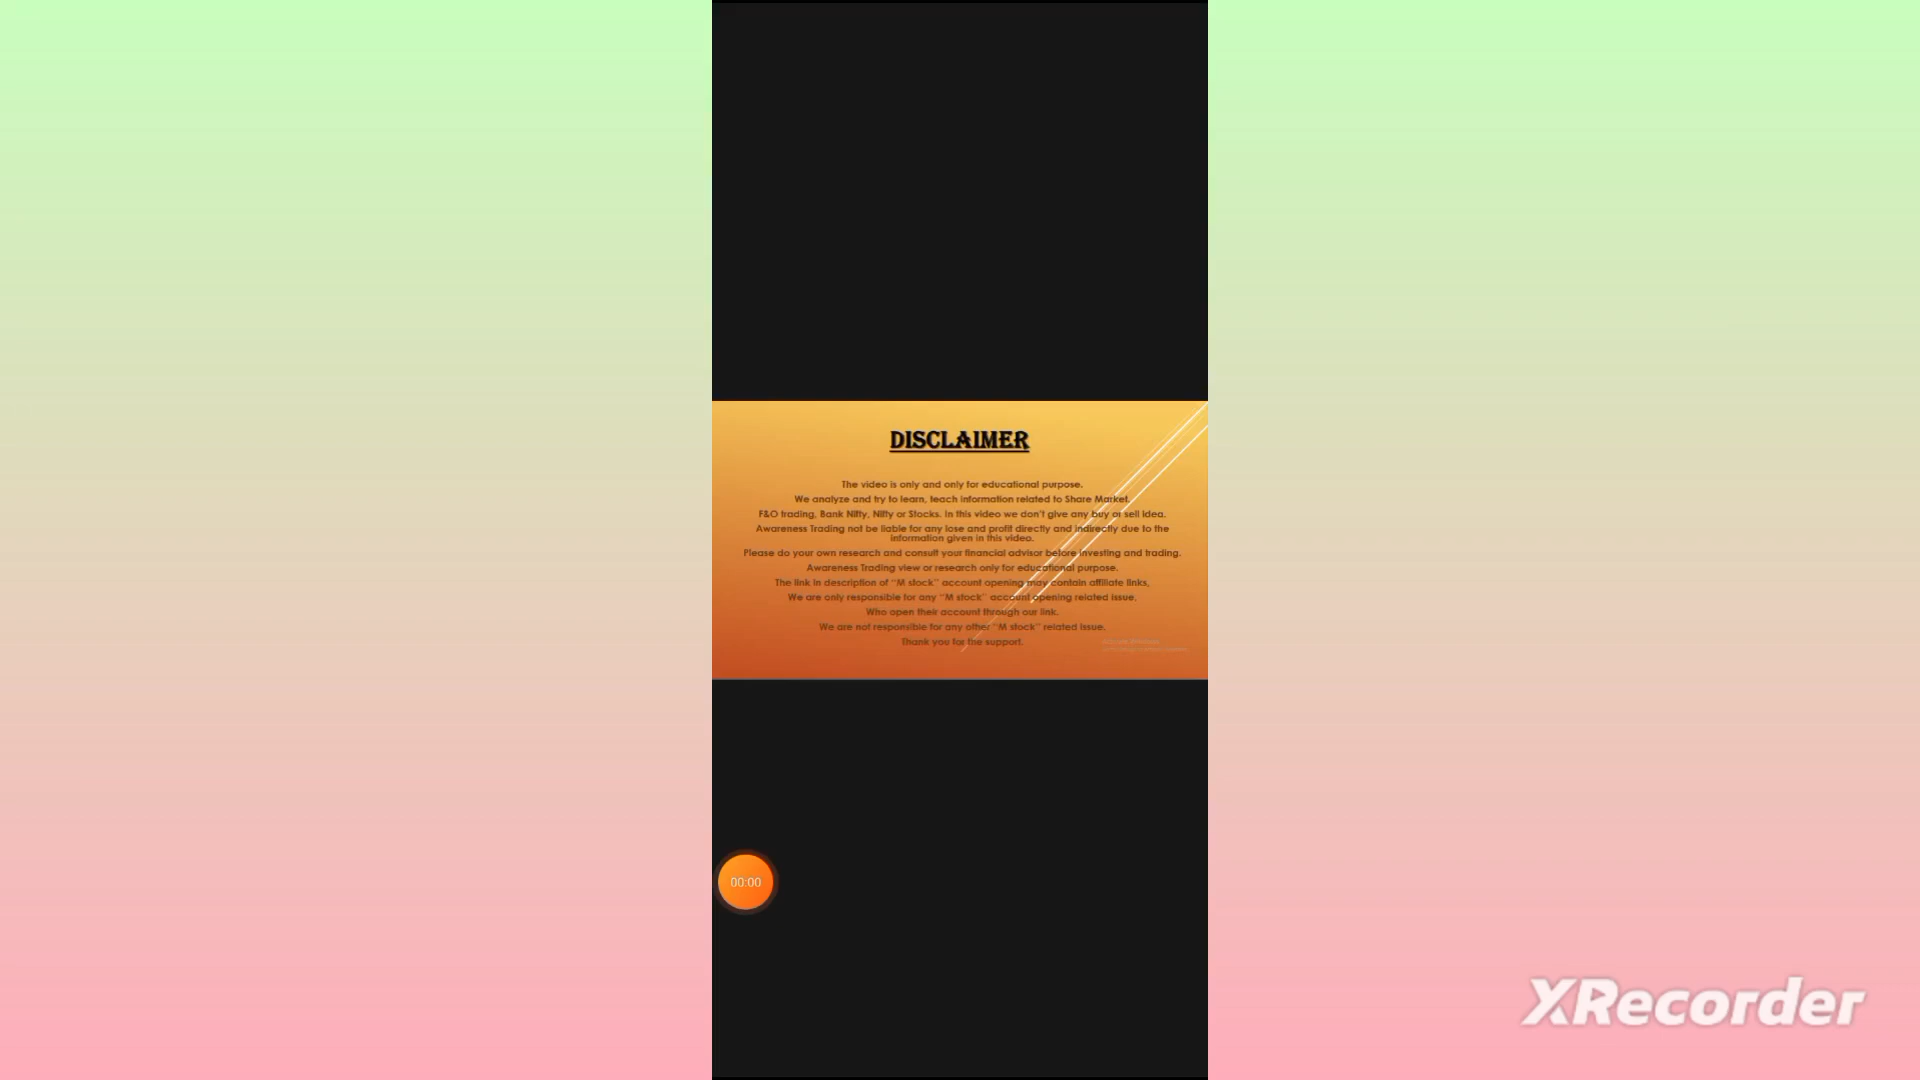 DISCLAIMER
The video is only and only for educational purpose.
We analyze and try to learn, teach information related to Share Market.
F&O trading, Bank Nifty, Nifty or Stocks. In this video we don't give any buy or sell idea.
Awareness Trading not be liable for any lose and profit directly and indirectly due to the
information given in this video.
Please do your own research and consult your financial advisor before investing and trading.
Awareness Trading view or research only for educational purpose.
The link in description of "M stock" account opening may contain affiliate links,
We are only responsible for any "M stock" account opening related issue,
Who open their account through our link.
We are not responsible for any other "M stock" related issue.
Thank you for the support.
00:00
XRecorder